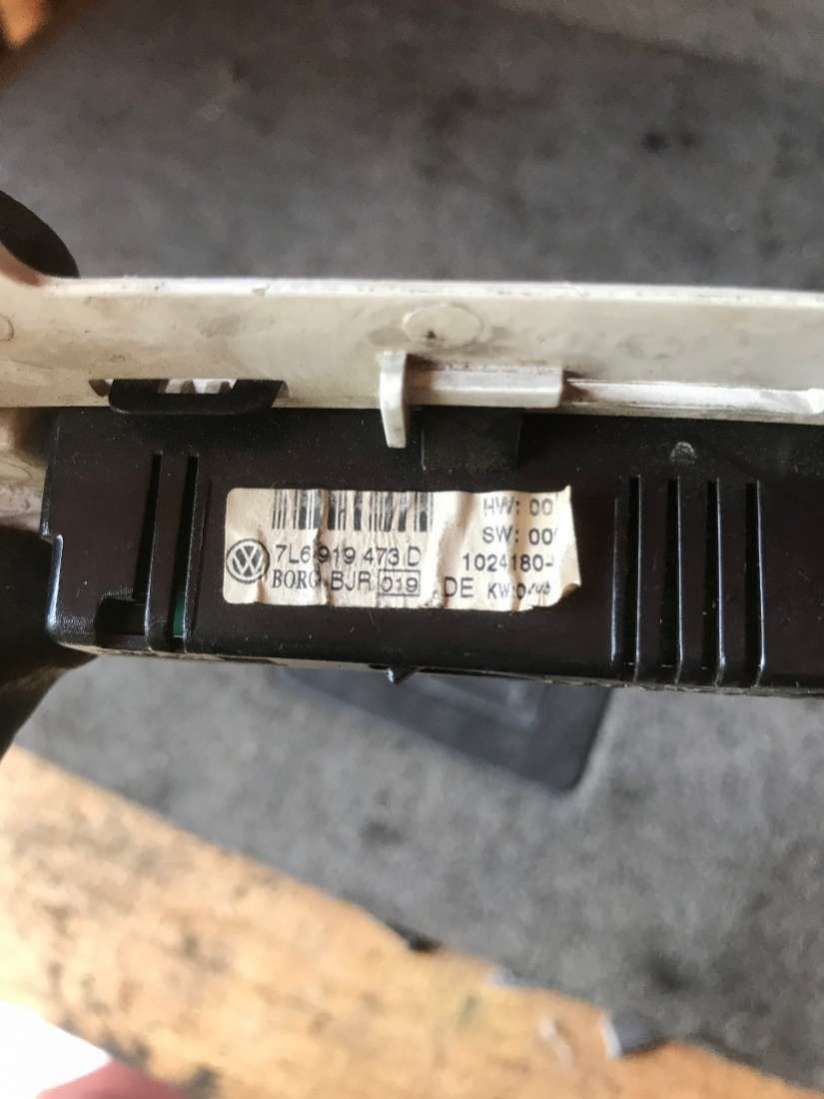 HW: 00
SW: 00
7L6 919 473 D
1024180-
BORG BJR 019 DE